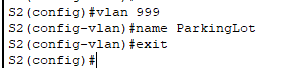 S2(config)#vlan 999
S2(config-vlan)#name ParkingLot
S2(config-vlan)#exit
S2(config)#